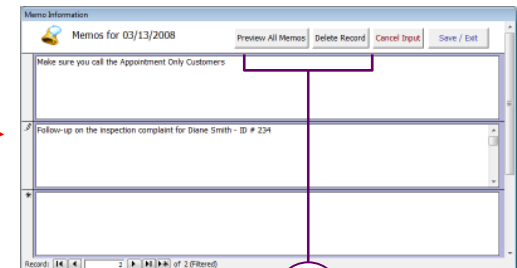 Memo Information
Memos for 03/13/2008
Preview All Memos Delete Record Cancel Input Save / Exit
Make sure you call the Appointment Only Customers
Follow-up on the inspection complaint for Diane Smith - ID # 234
Record: 2 of 2 (Filtered)